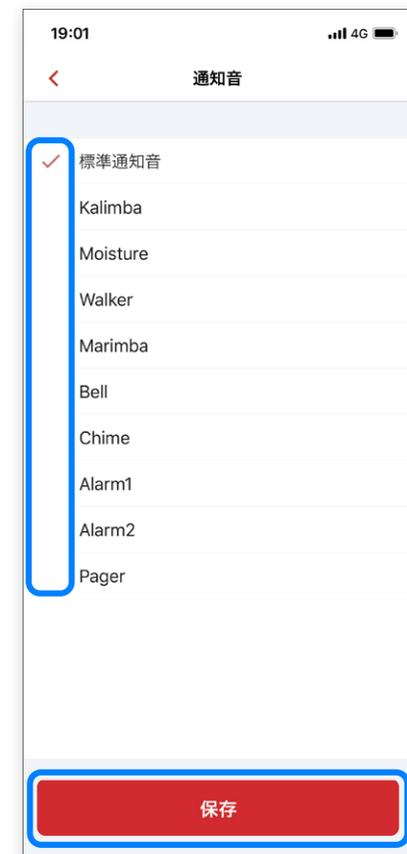 19:01 4G
通知音
標準通知音
Kalimba
Moisture
Walker
Marimba
Bell
Chime
Alarm1
Alarm2
Pager
保存